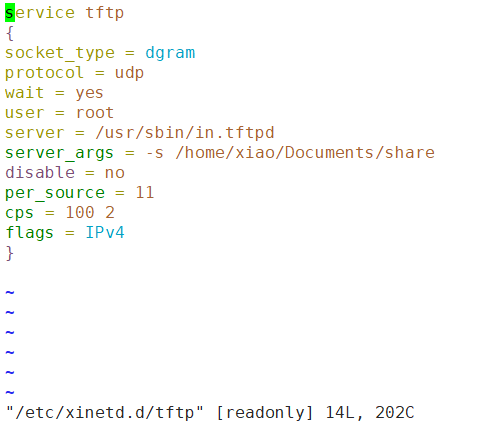 service tftp
{
socket_type = dgram
protocol = udp
wait = yes
user = root
server = /usr/sbin/in.tftpd
server_args = -s /home/xiao/Documents/share
disable = no
per_source = 11
cps = 100 2
flags = IPv4
}
~
~
~
~
~
~
"/etc/xinetd.d/tftp" [readonly] 14L, 202C